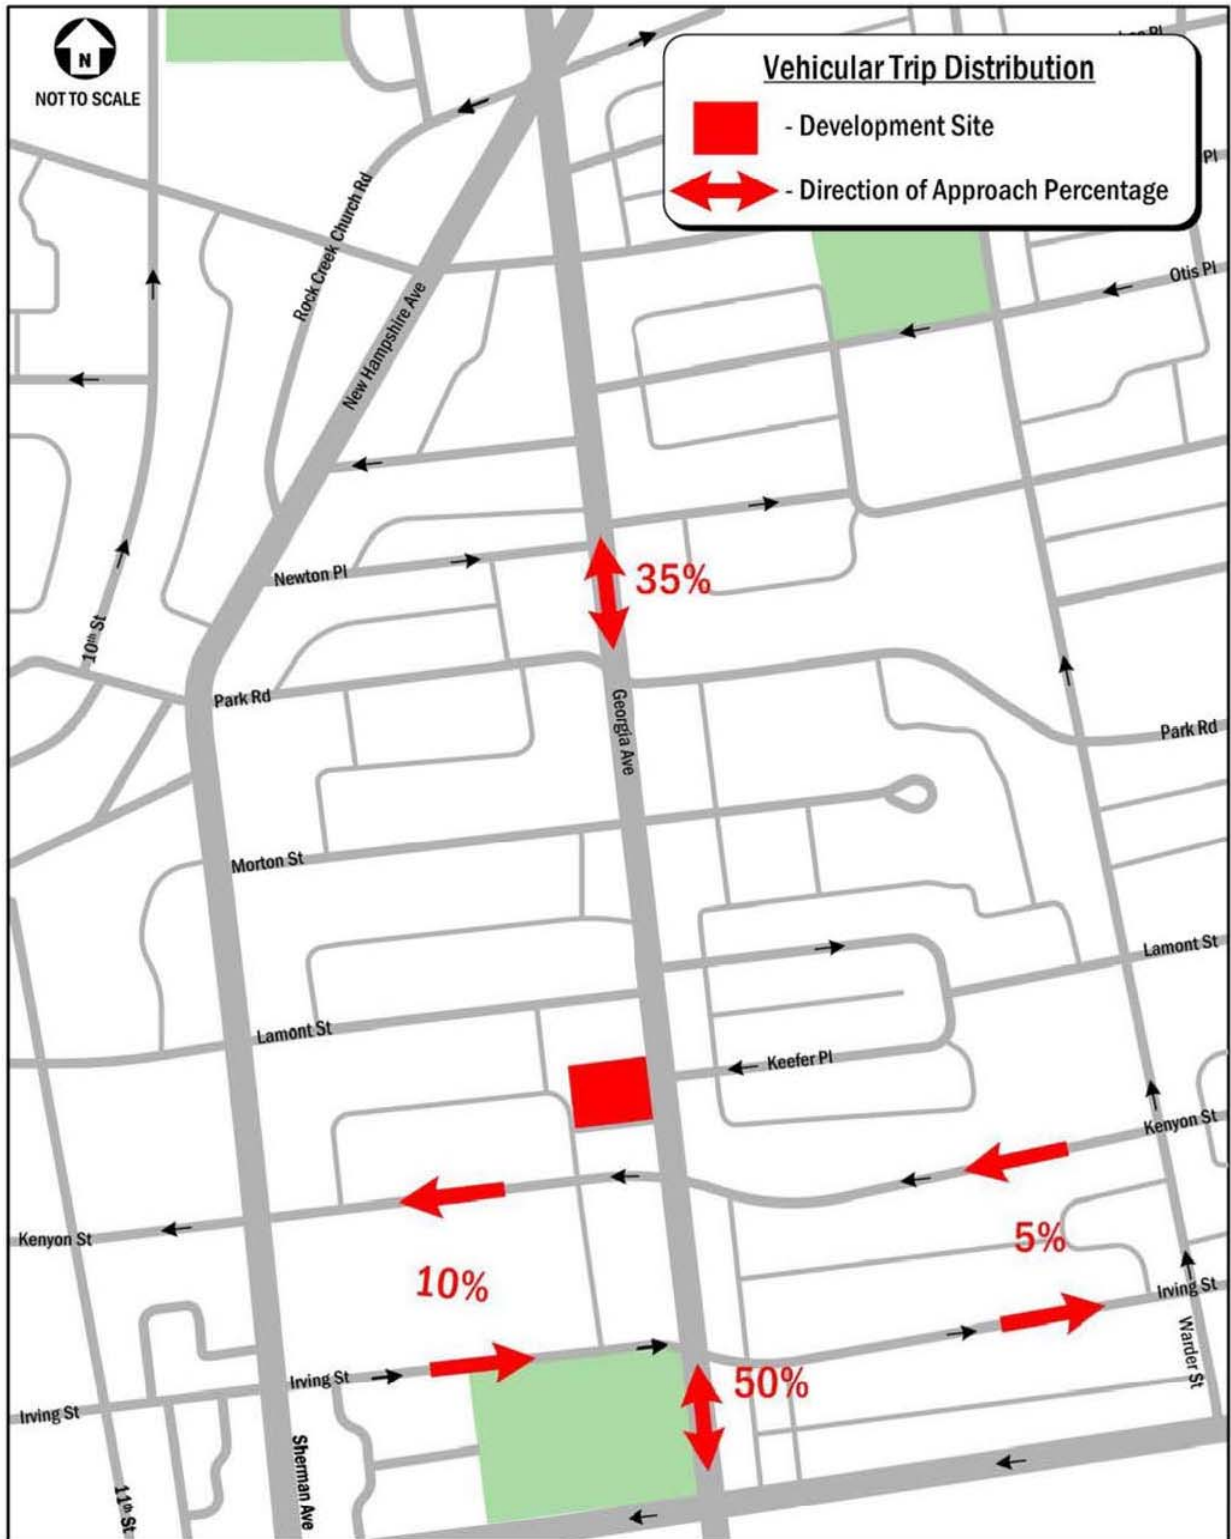 N
NOT TO SCALE
Vehicular Trip Distribution
- Development Site
- Direction of Approach Percentage
Pl
Pl
Otis Pl
Rock Creek Church Rd
New Hampshire Ave
Newton Pl
35%
10th St
Park Rd
Georgia Ave
Park Rd
Morton St
Lamont St
Lamont St
Keefer Pl
Kenyon St
Kenyon St
5%
10%
Irving St
Warder St
Irving St
50%
Irving St
Sherman Ave
11th St